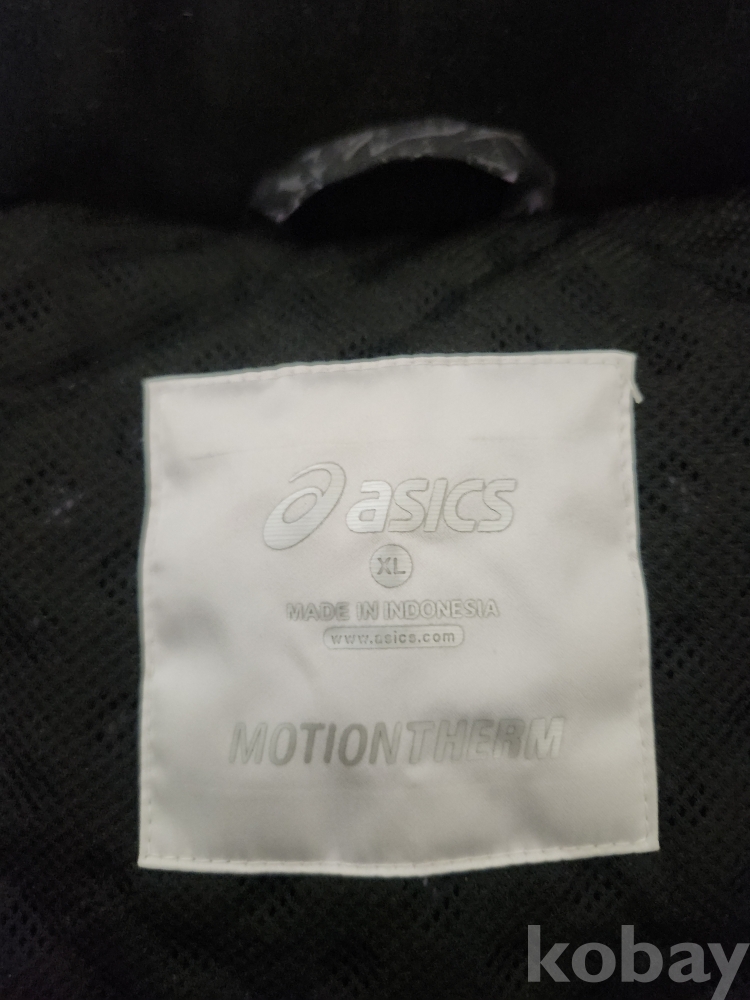 asics
XL
MADE IN INDONESIA
www.asics.com
MOTIONTHERM
kobay